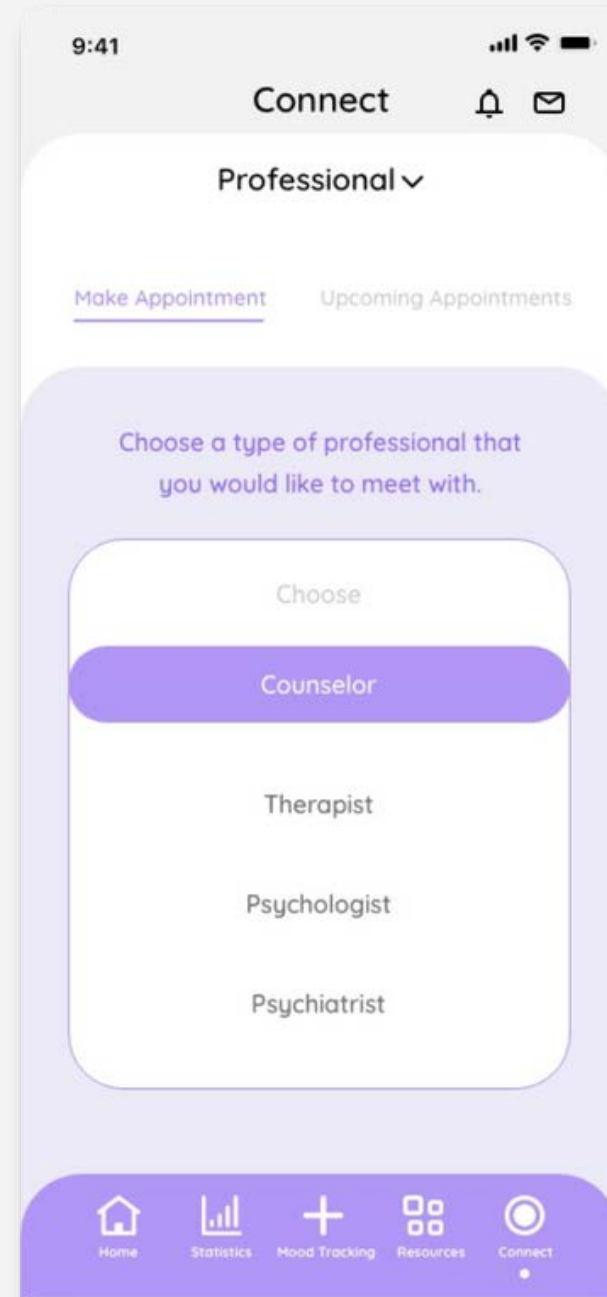 9:41
Connect
Professional
Make Appointment
Upcoming Appointments
Choose a type of professional that
you would like to meet with.
Choose
Counselor
Therapist
Psychologist
Psychiatrist
Home
Statistics
Mood Tracking
Resources
Connect